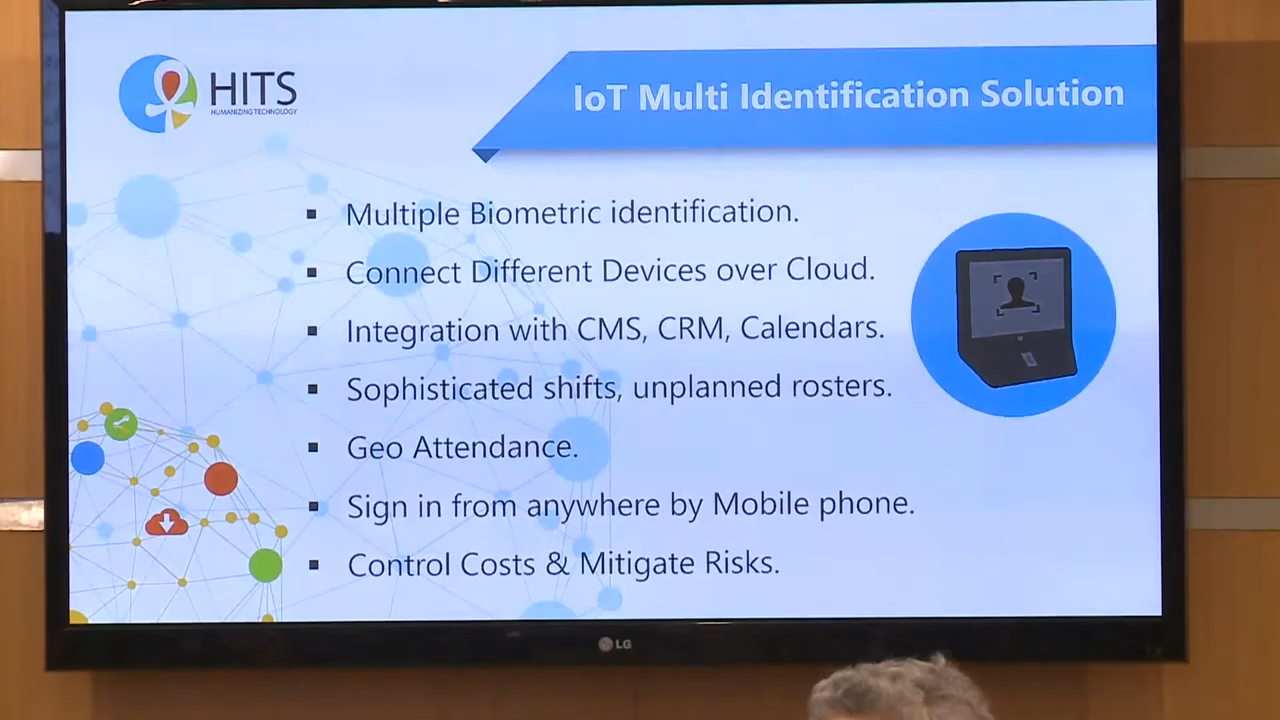 HITS
HUMANIZING TECHNOLOGY
IoT Multi Identification Solution
Multiple Biometric identification.
Connect Different Devices over Cloud.
Integration with CMS, CRM, Calendars.
Sophisticated shifts, unplanned rosters.
Geo Attendance.
Sign in from anywhere by Mobile phone.
Control Costs & Mitigate Risks.
LG